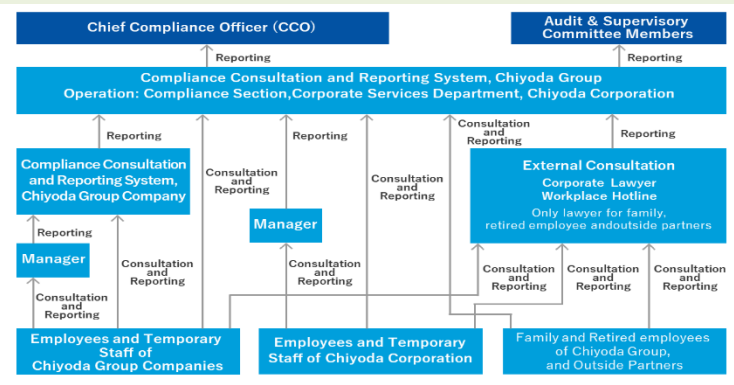 Chief Compliance Officer (CCO)
Audit & Supervisory
Committee Members
Reporting
Reporting
Compliance Consultation and Reporting System, Chiyoda Group
Operation: Compliance Section,Corporate Services Department, Chiyoda Corporation
Reporting
Consultation
and
Reporting
Reporting
Consultation
and
Reporting
Consultation
and
Reporting
Reporting
Compliance Consultation
and Reporting System,
Chiyoda Group Company
External Consultation
Corporate Lawyer
Workplace Hotline
Only lawyer for family,
retired employee andoutside partners
Manager
Reporting
Manager
Consultation
and
Reporting
Consultation
and
Reporting
Consultation
and
Reporting
Consultation
and
Reporting
Consultation
and
Reporting
Consultation
and
Reporting
Employees and Temporary
Staff of
Chiyoda Group Companies
Employees and Temporary
Staff of Chiyoda Corporation
Family and Retired employees
of Chiyoda Group,
and Outside Partners